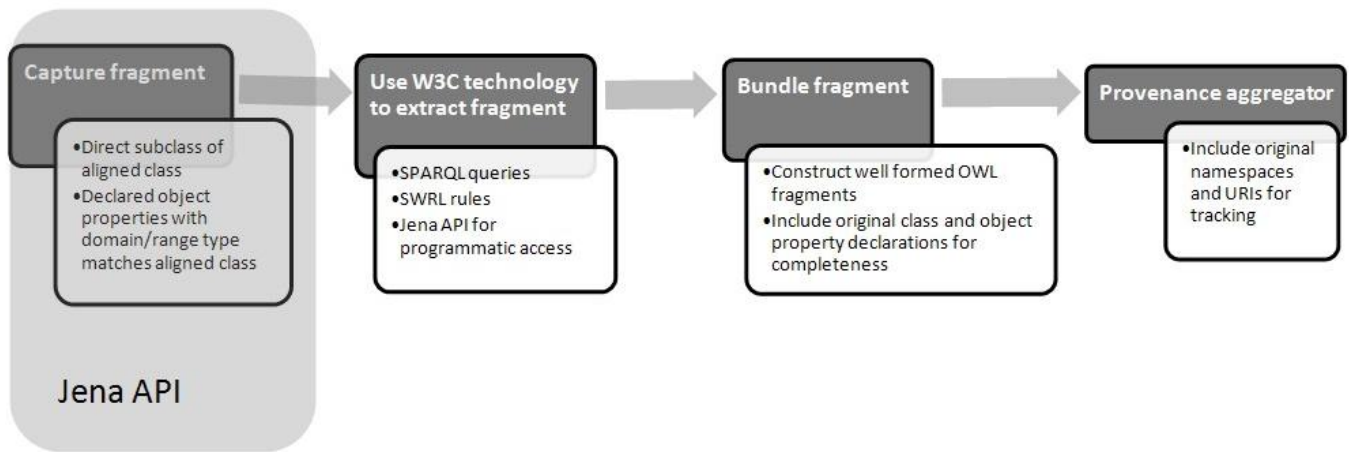 Capture fragment
•Direct subclass of
aligned class
•Declared object
properties with
domain/range type
matches aligned class
Jena API
Use W3C technology
to extract fragment
•SPARQL queries
•SWRL rules
•Jena API for
programmatic access
Bundle fragment
•Construct well formed OWL
fragments
•Include original class and object
property declarations for
completeness
Provenance aggregator
•Include original
namespaces
and URIs for
tracking